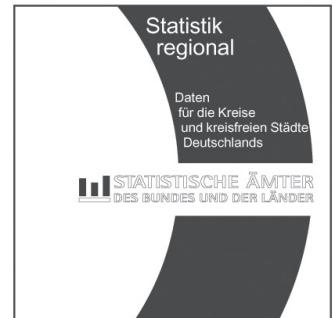 Statistik
regional
Daten
für die Kreise
und kreisfreien Städte
Deutschlands
STATISTISCHE ÄMTER
DES BUNDES UND DER LÄNDER